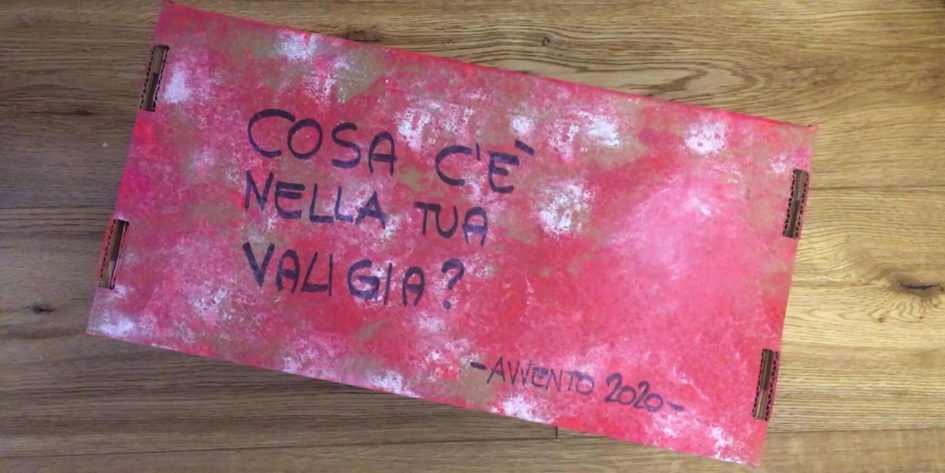 COSA C'È
NELLA TUA
VALIGIA?
-AVVENTO 2020-